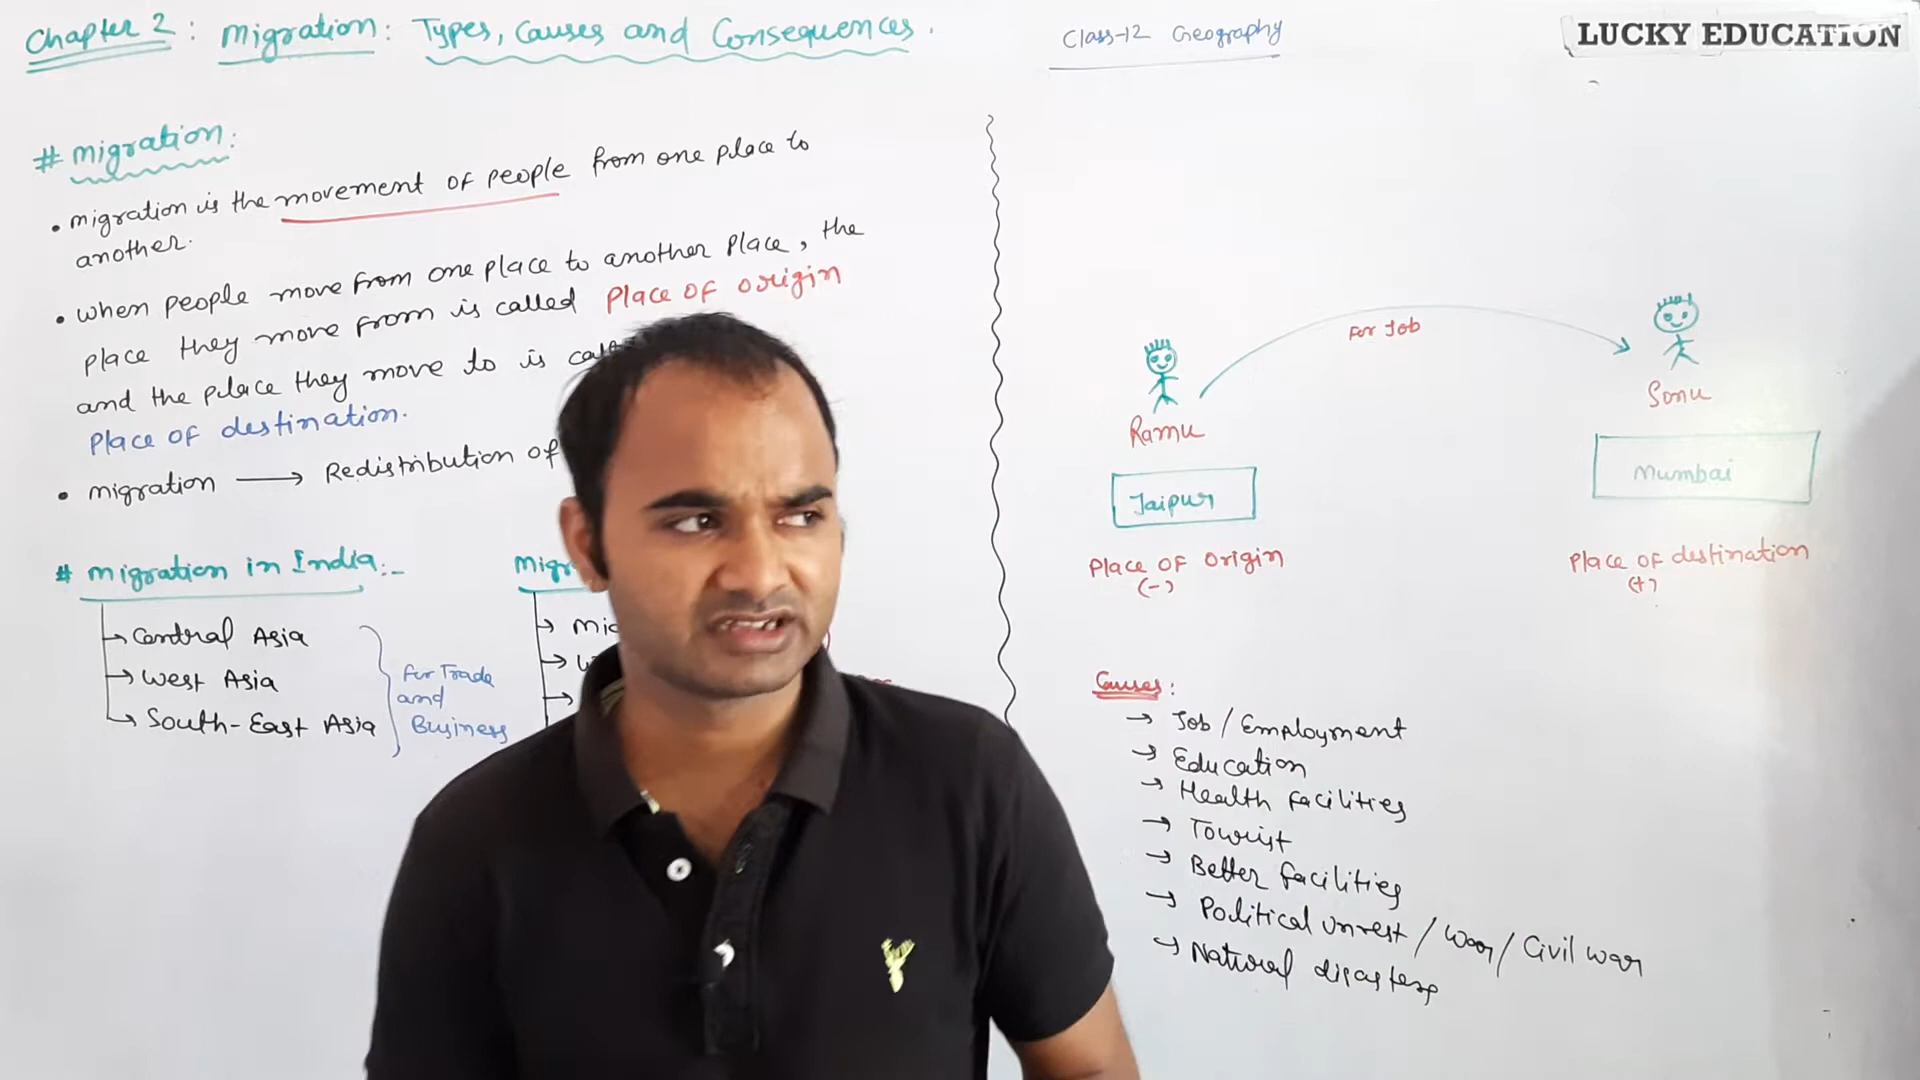 Chapter 2 : Migration : Types, Causes and Consequences.
Class-12 Geography
LUCKY EDUCATION
# Migration:
• migration is the movement of people from one place to
another.
• when people move from one place to another place, the
place they move from is called place of origin
and the place they move to is
place of destination.
• migration → Redistribution of
# migration in India:-
→ Central Asia
→ West Asia
→ South-East Asia
For Trade
and
Business
For Job
Ramu
Sonu
Jaipur
Mumbai
Place of origin
(-)
Place of destination
(+)
Causes:
→ Job / Employment
→ Education
→ Health facilities
→ Tourist
→ Better facilities
→ Political unrest / war / Civil war
→ Natural disasters